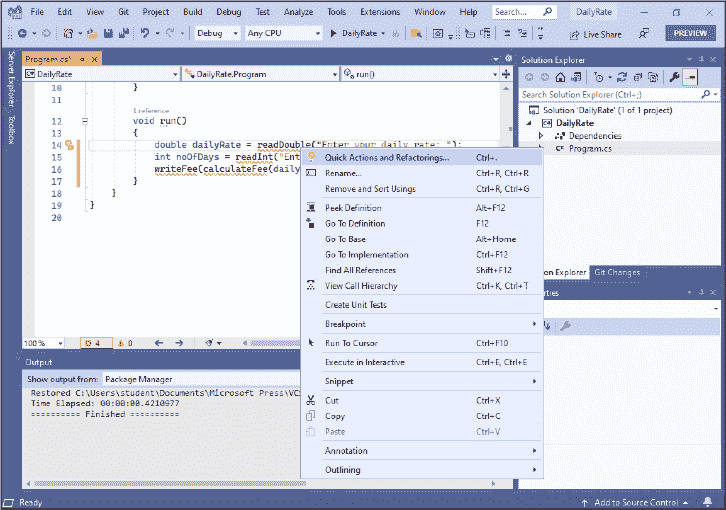 File Edit View Git Project Build Debug Test Analyze Tools Extensions Window Help Search... DailyRate
Debug Any CPU DailyRate Live Share PREVIEW
Server Explorer
Toolbox
Program.cs*
DailyRate DailyRate.Program run()
10 }
11
1 reference
12 void run()
13 {
14 double dailyRate = readDouble("Enter your daily rate: ");
15 int noOfDays = readInt("Ent
16 writeFee(calculateFee(daily
17 }
18 }
19 }
20
100% 4 0
Quick Actions and Refactorings... Ctrl+.
Rename... Ctrl+R, Ctrl+R
Remove and Sort Usings Ctrl+R, Ctrl+G
Peek Definition Alt+F12
Go To Definition F12
Go To Base Alt+Home
Go To Implementation Ctrl+F12
Find All References Shift+F12
View Call Hierarchy Ctrl+K, Ctrl+T
Create Unit Tests
Breakpoint
Run To Cursor Ctrl+F10
Execute in Interactive Ctrl+E, Ctrl+E
Snippet
Cut Ctrl+X
Copy Ctrl+C
Paste Ctrl+V
Annotation
Outlining
Solution Explorer
Search Solution Explorer (Ctrl+;)
Solution 'DailyRate' (1 of 1 project)
DailyRate
Dependencies
C# Program.cs
on Explorer Git Changes
rties
Output
Show output from: Package Manager
Restored C:\Users\student\Documents\Microsoft Press\VCS
Time Elapsed: 00:00:00.4210977
========== Finished ==========
Ready Add to Source Control